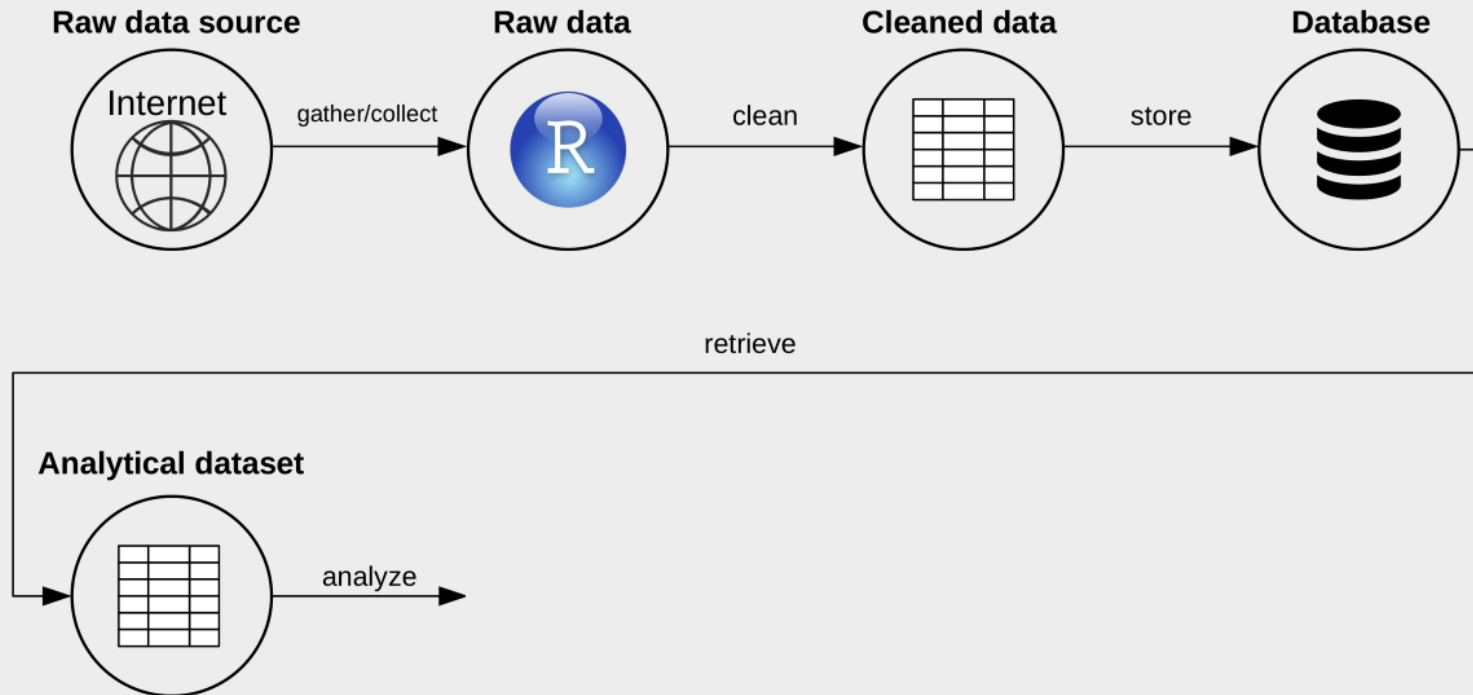 Raw data source
Raw data
Cleaned data
Database
Internet
gather/collect
R
clean
store
retrieve
Analytical dataset
analyze